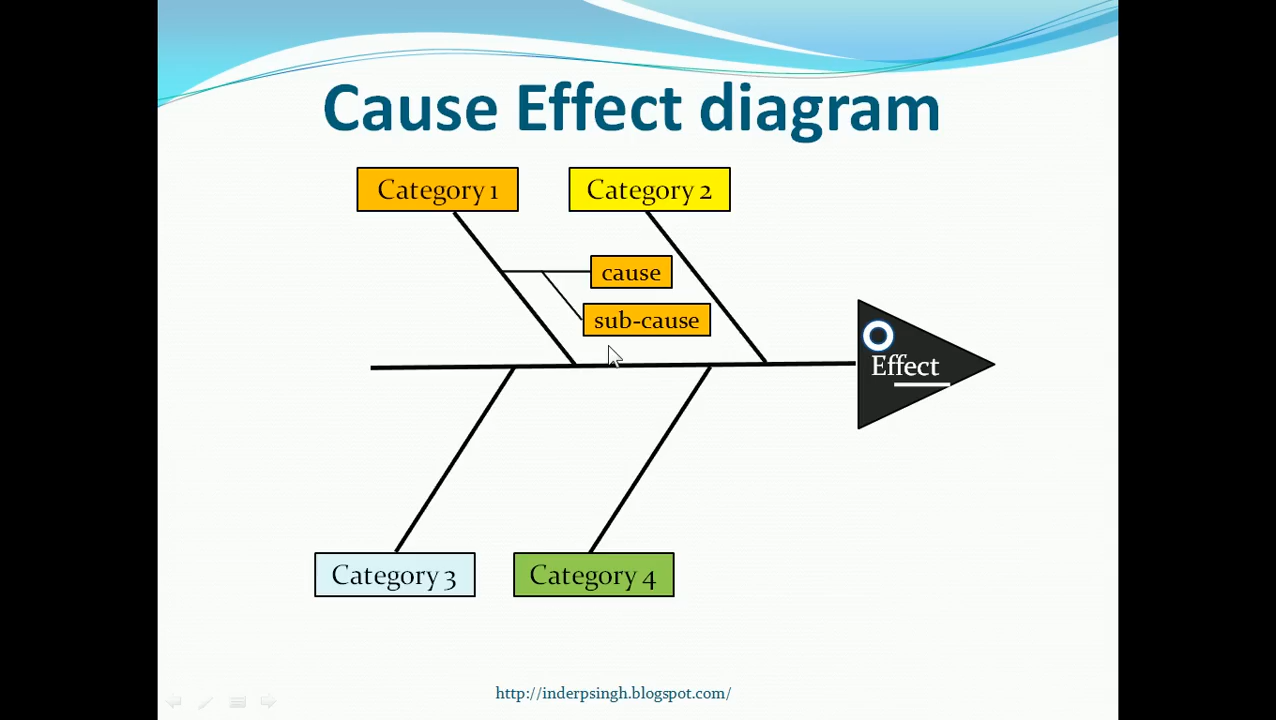 Cause Effect diagram
Category 1
Category 2
cause
sub-cause
Effect
Category 3
Category 4
http://inderpsingh.blogspot.com/